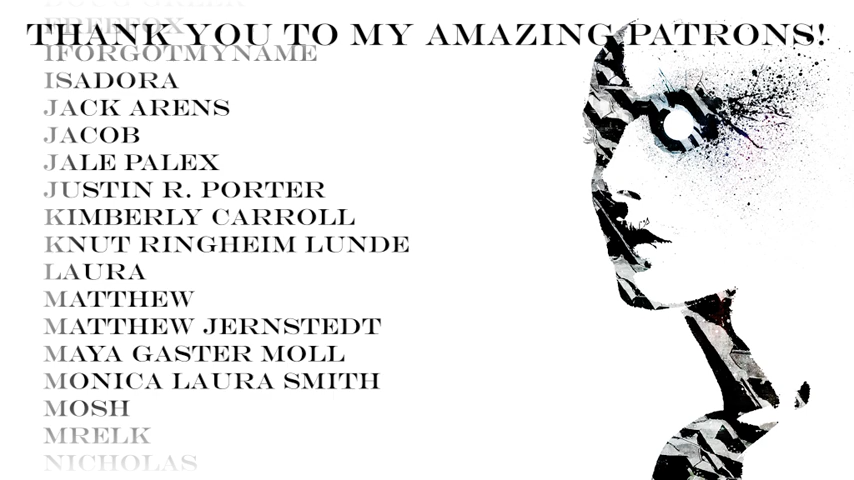 THANK YOU TO MY AMAZING PATRONS!
FREEFOX
IFORGOTMYNAME
ISADORA
JACK ARENS
JACOB
JALE PALEX
JUSTIN R. PORTER
KIMBERLY CARROLL
KNUT RINGHEIM LUNDE
LAURA
MATTHEW
MATTHEW JERNSTEDT
MAYA GASTER MOLL
MONICA LAURA SMITH
MOSH
MRELK
NICHOLAS